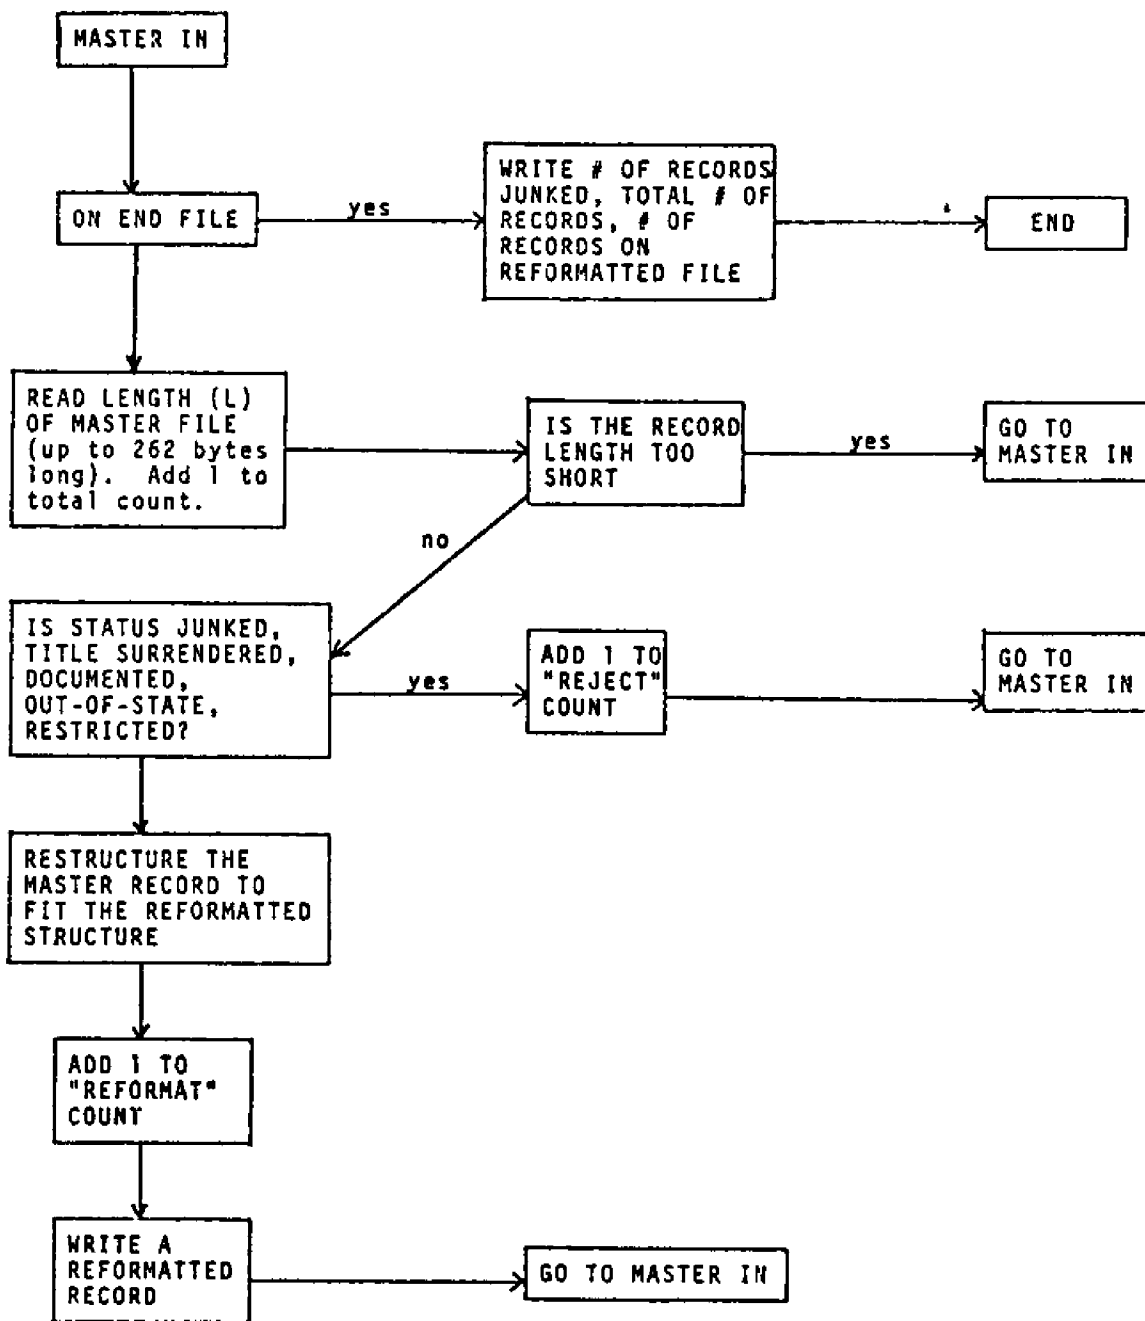 MASTER IN
ON END FILE
yes
WRITE # OF RECORDS
JUNKED, TOTAL # OF
RECORDS, # OF
RECORDS ON
REFORMATTED FILE
END
READ LENGTH (L)
OF MASTER FILE
(up to 262 bytes
long). Add 1 to
total count.
IS THE RECORD
LENGTH TOO
SHORT
yes
GO TO
MASTER IN
no
IS STATUS JUNKED,
TITLE SURRENDERED,
DOCUMENTED,
OUT-OF-STATE,
RESTRICTED?
yes
ADD 1 TO
"REJECT"
COUNT
GO TO
MASTER IN
RESTRUCTURE THE
MASTER RECORD TO
FIT THE REFORMATTED
STRUCTURE
ADD 1 TO
"REFORMAT"
COUNT
WRITE A
REFORMATTED
RECORD
GO TO MASTER IN